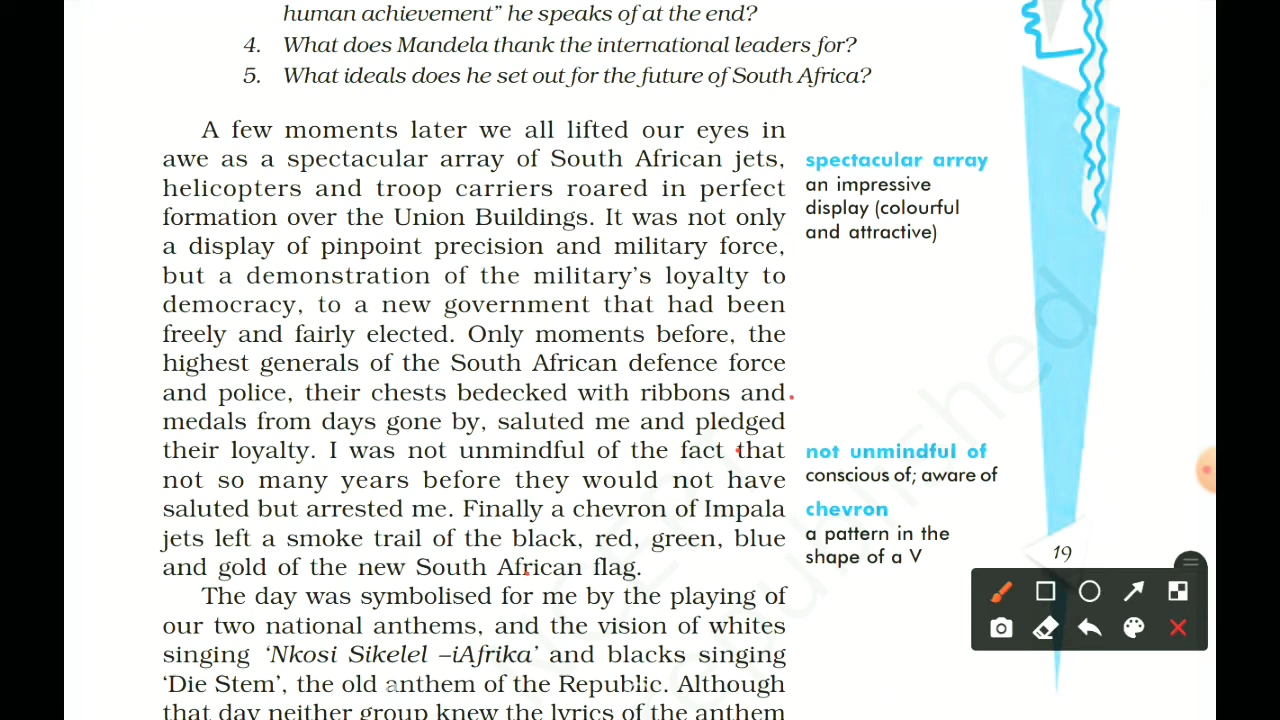 human achievement” he speaks of at the end?
4. What does Mandela thank the international leaders for?
5. What ideals does he set out for the future of South Africa?
A few moments later we all lifted our eyes in
awe as a spectacular array of South African jets,
helicopters and troop carriers roared in perfect
formation over the Union Buildings. It was not only
a display of pinpoint precision and military force,
but a demonstration of the military’s loyalty to
democracy, to a new government that had been
freely and fairly elected. Only moments before, the
highest generals of the South African defence force
and police, their chests bedecked with ribbons and
medals from days gone by, saluted me and pledged
their loyalty. I was not unmindful of the fact that
not so many years before they would not have
saluted but arrested me. Finally a chevron of Impala
jets left a smoke trail of the black, red, green, blue
and gold of the new South African flag.
The day was symbolised for me by the playing of
our two national anthems, and the vision of whites
singing ‘Nkosi Sikelel –iAfrika’ and blacks singing
‘Die Stem’, the old anthem of the Republic. Although
that day neither group knew the lyrics of the anthem
spectacular array
an impressive
display (colourful
and attractive)
not unmindful of
conscious of; aware of
chevron
a pattern in the
shape of a V
19